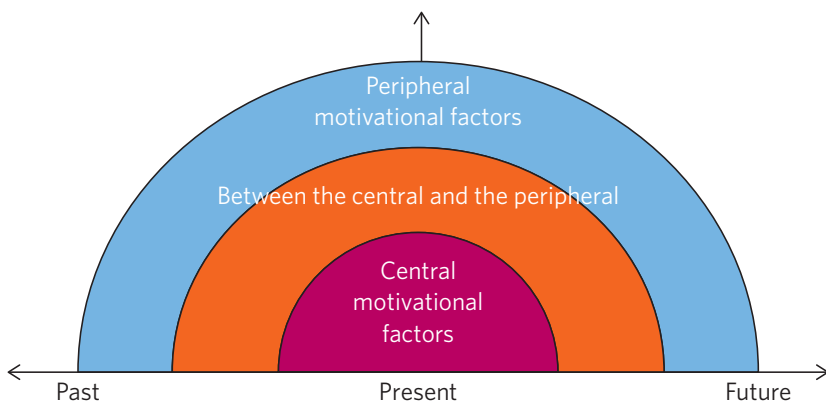 Peripheral
motivational factors
Between the central and the peripheral
Central
motivational
factors
Past Present Future